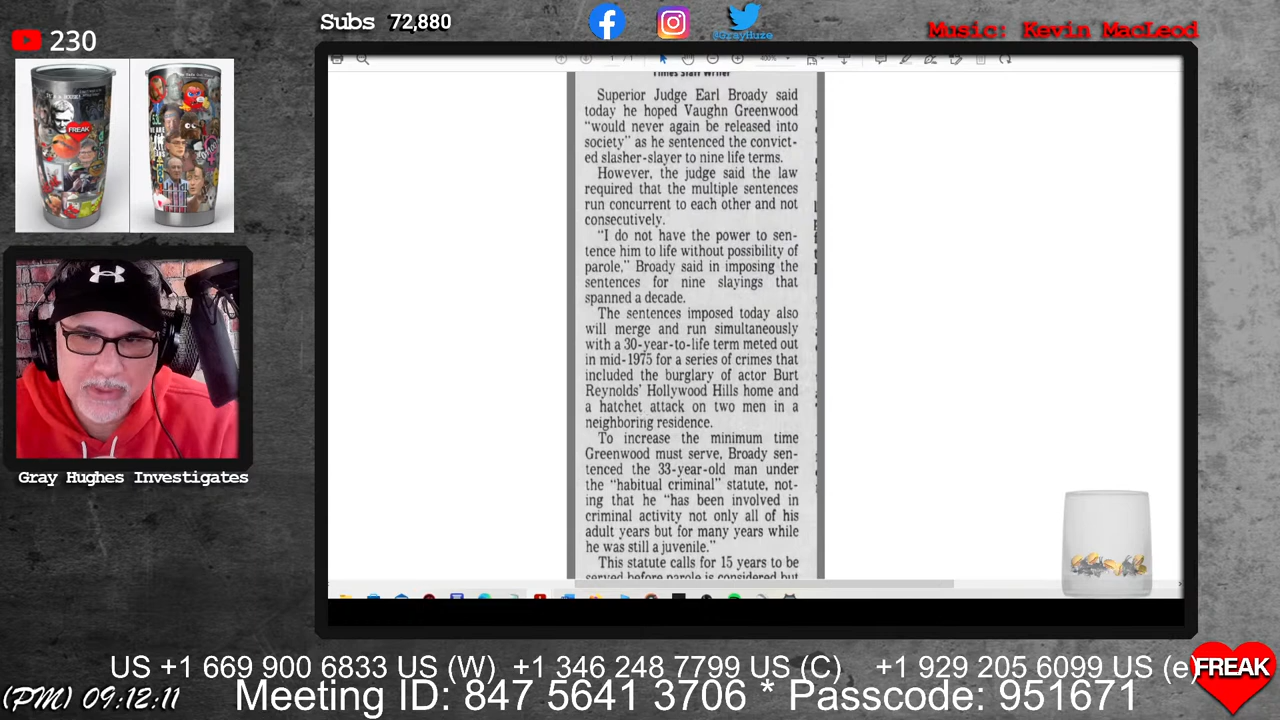 Subs 72,880
@GrayHuze
Music: Kevin MacLeod
230
FREAK
Times Staff Writer
Superior Judge Earl Broady said
today he hoped Vaughn Greenwood
“would never again be released into
society” as he sentenced the convict-
ed slasher-slayer to nine life terms.
However, the judge said the law
required that the multiple sentences
run concurrent to each other and not
consecutively.
“I do not have the power to sen-
tence him to life without possibility of
parole,” Broady said in imposing the
sentences for nine slayings that
spanned a decade.
The sentences imposed today also
will merge and run simultaneously
with a 30-year-to-life term meted out
in mid-1975 for a series of crimes that
included the burglary of actor Burt
Reynolds’ Hollywood Hills home and
a hatchet attack on two men in a
neighboring residence.
To increase the minimum time
Greenwood must serve, Broady sen-
tenced the 33-year-old man under
the “habitual criminal” statute, not-
ing that he “has been involved in
criminal activity not only all of his
adult years but for many years while
he was still a juvenile.”
This statute calls for 15 years to be
served before parole is considered but
Gray Hughes Investigates
US +1 669 900 6833 US (W) +1 346 248 7799 US (C) +1 929 205 6099 US (e)
FREAK
(PM) 09:12:11
Meeting ID: 847 5641 3706 * Passcode: 951671